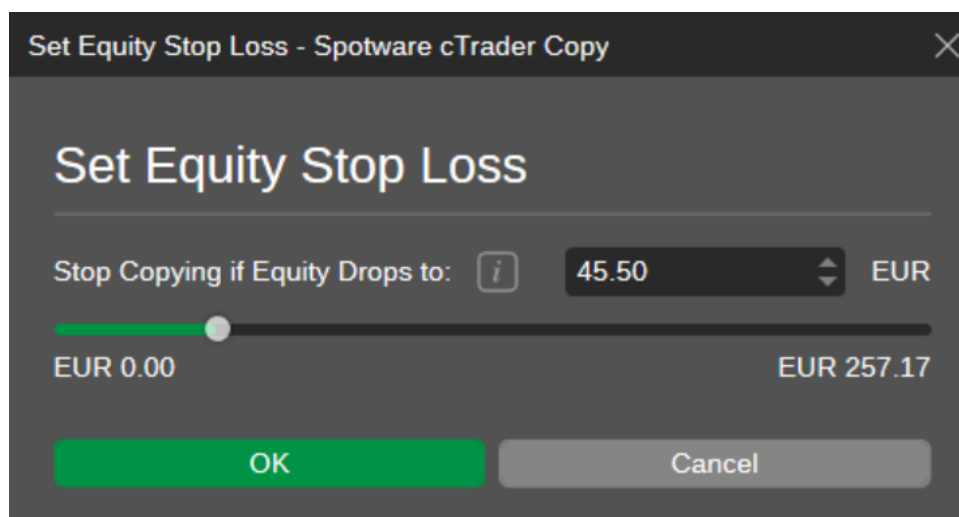 Set Equity Stop Loss - Spotware cTrader Copy
Set Equity Stop Loss
Stop Copying if Equity Drops to: i 45.50 EUR
EUR 0.00 EUR 257.17
OK Cancel